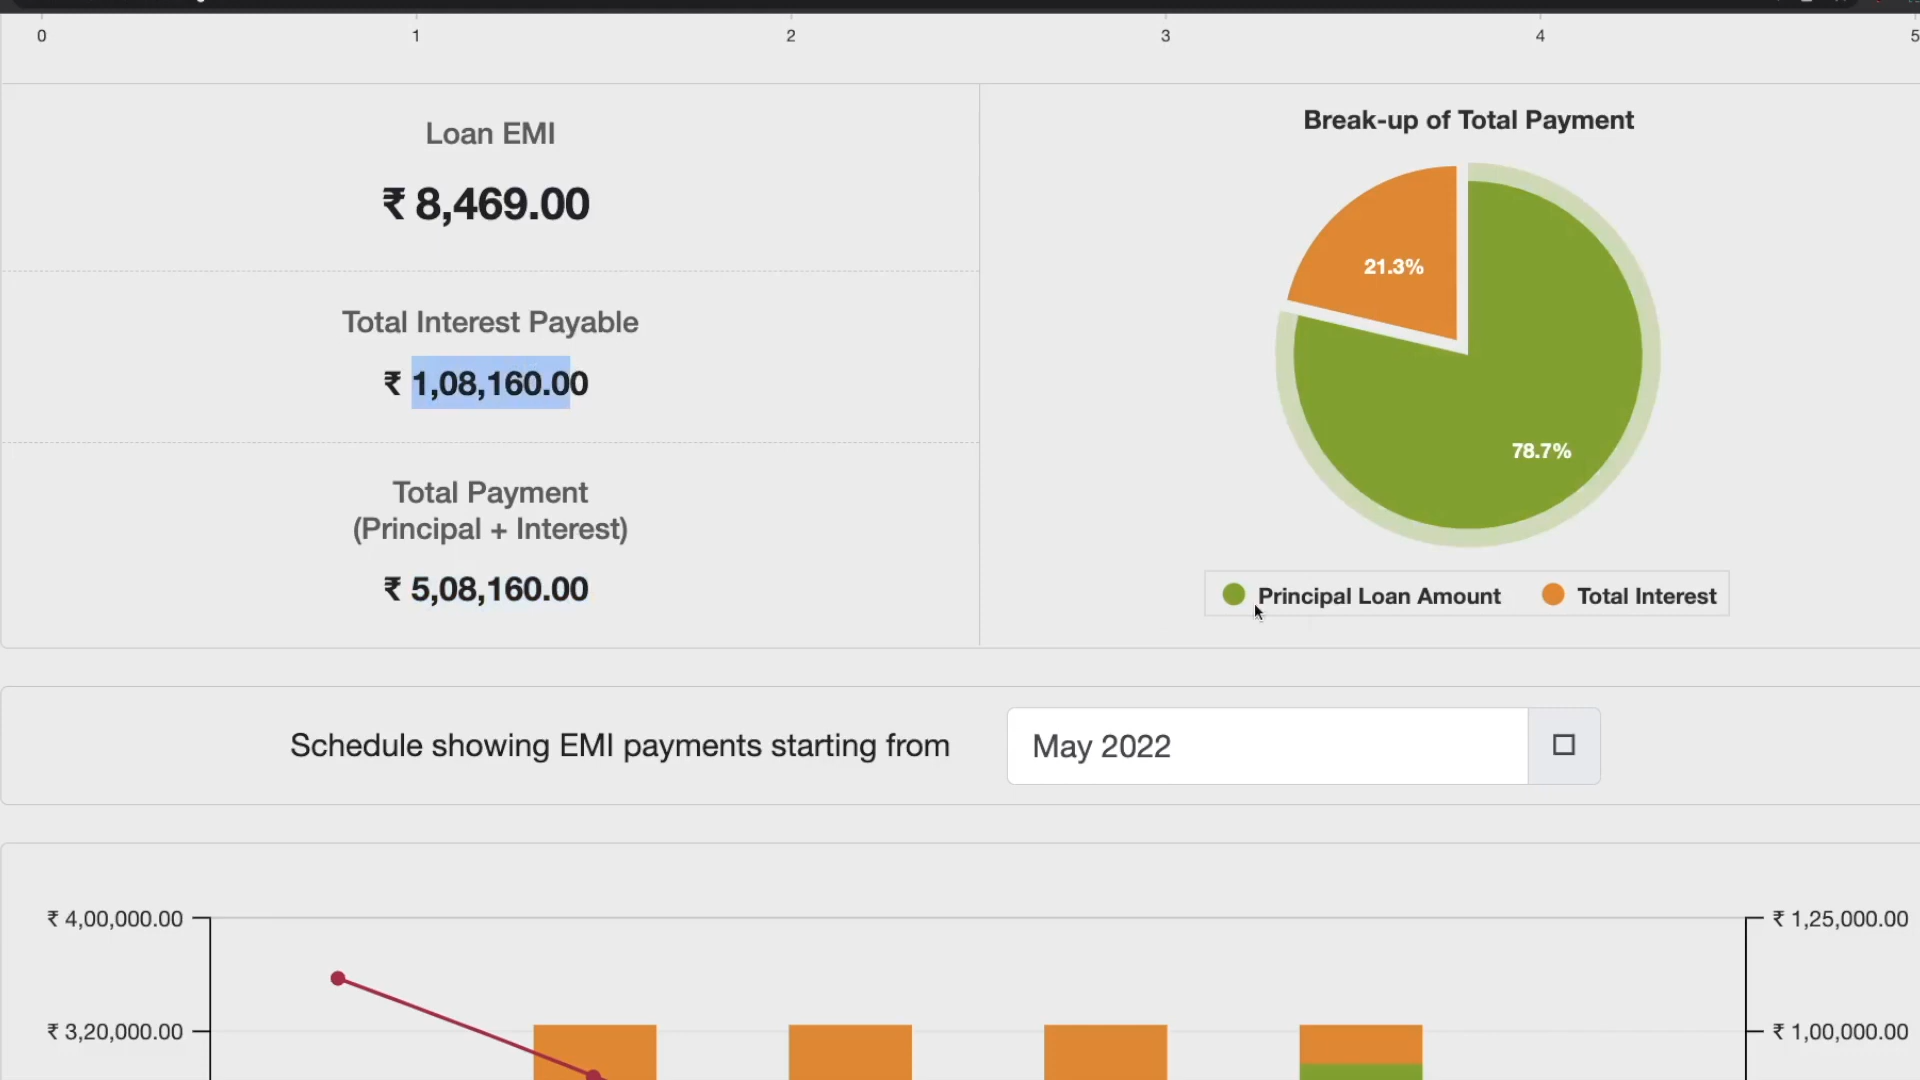 0 1 2 3 4 5
Loan EMI
₹ 8,469.00
Total Interest Payable
₹ 1,08,160.00
Total Payment
(Principal + Interest)
₹ 5,08,160.00
Break-up of Total Payment
21.3%
78.7%
Principal Loan Amount Total Interest
Schedule showing EMI payments starting from May 2022
₹ 4,00,000.00 ₹ 1,25,000.00
₹ 3,20,000.00 ₹ 1,00,000.00